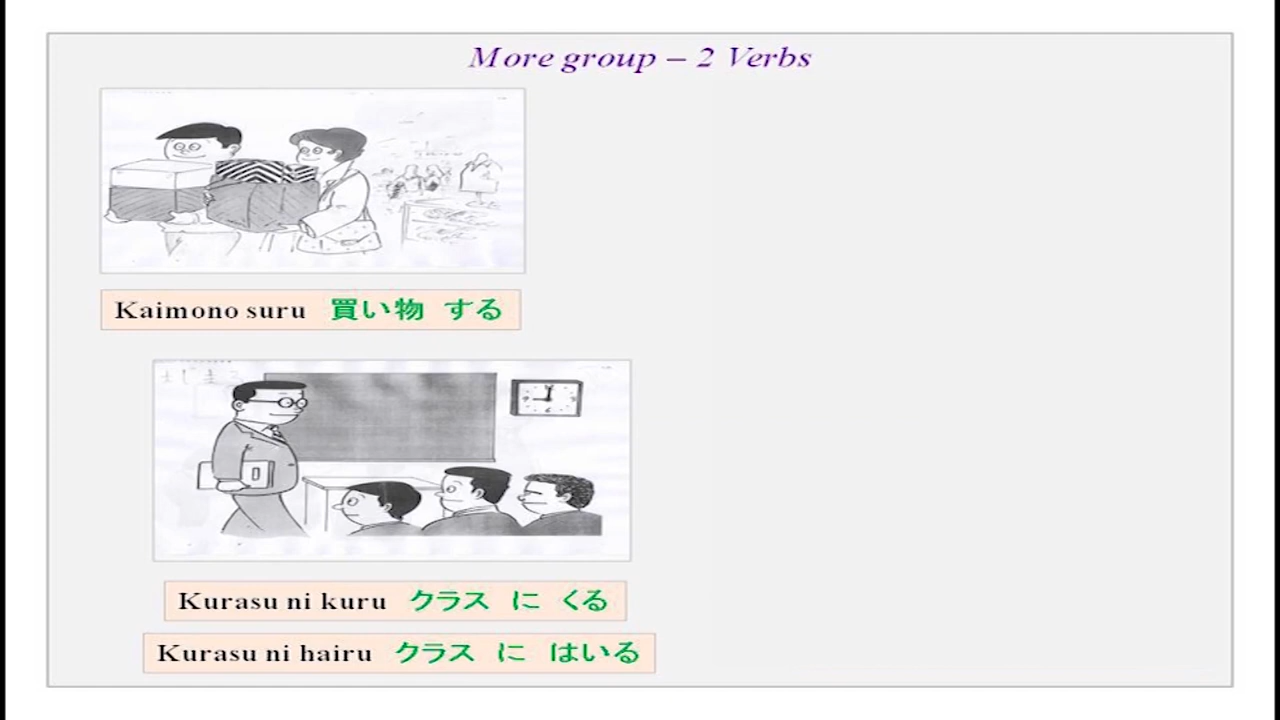 More group – 2 Verbs
Kaimono suru 買い物 する
Kurasu ni kuru クラス に くる
Kurasu ni hairu クラス に はいる